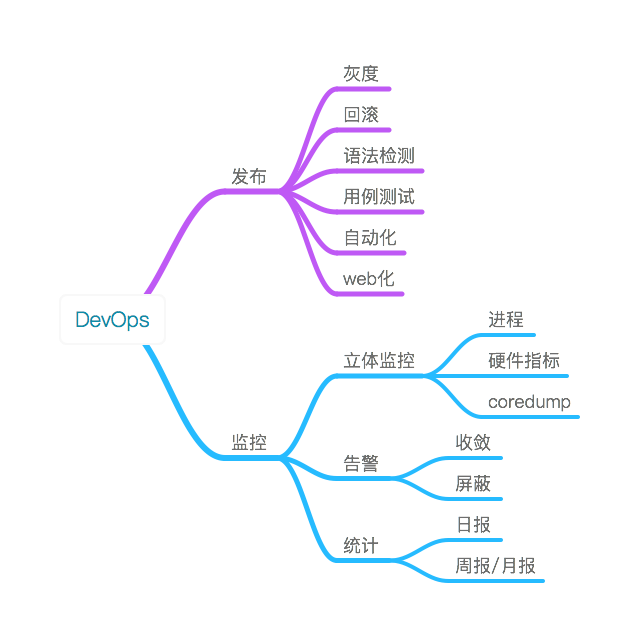 灰度
回滚
发布
语法检测
用例测试
自动化
web化
DevOps
进程
立体监控
硬件指标
coredump
监控
收敛
告警
屏蔽
日报
统计
周报/月报